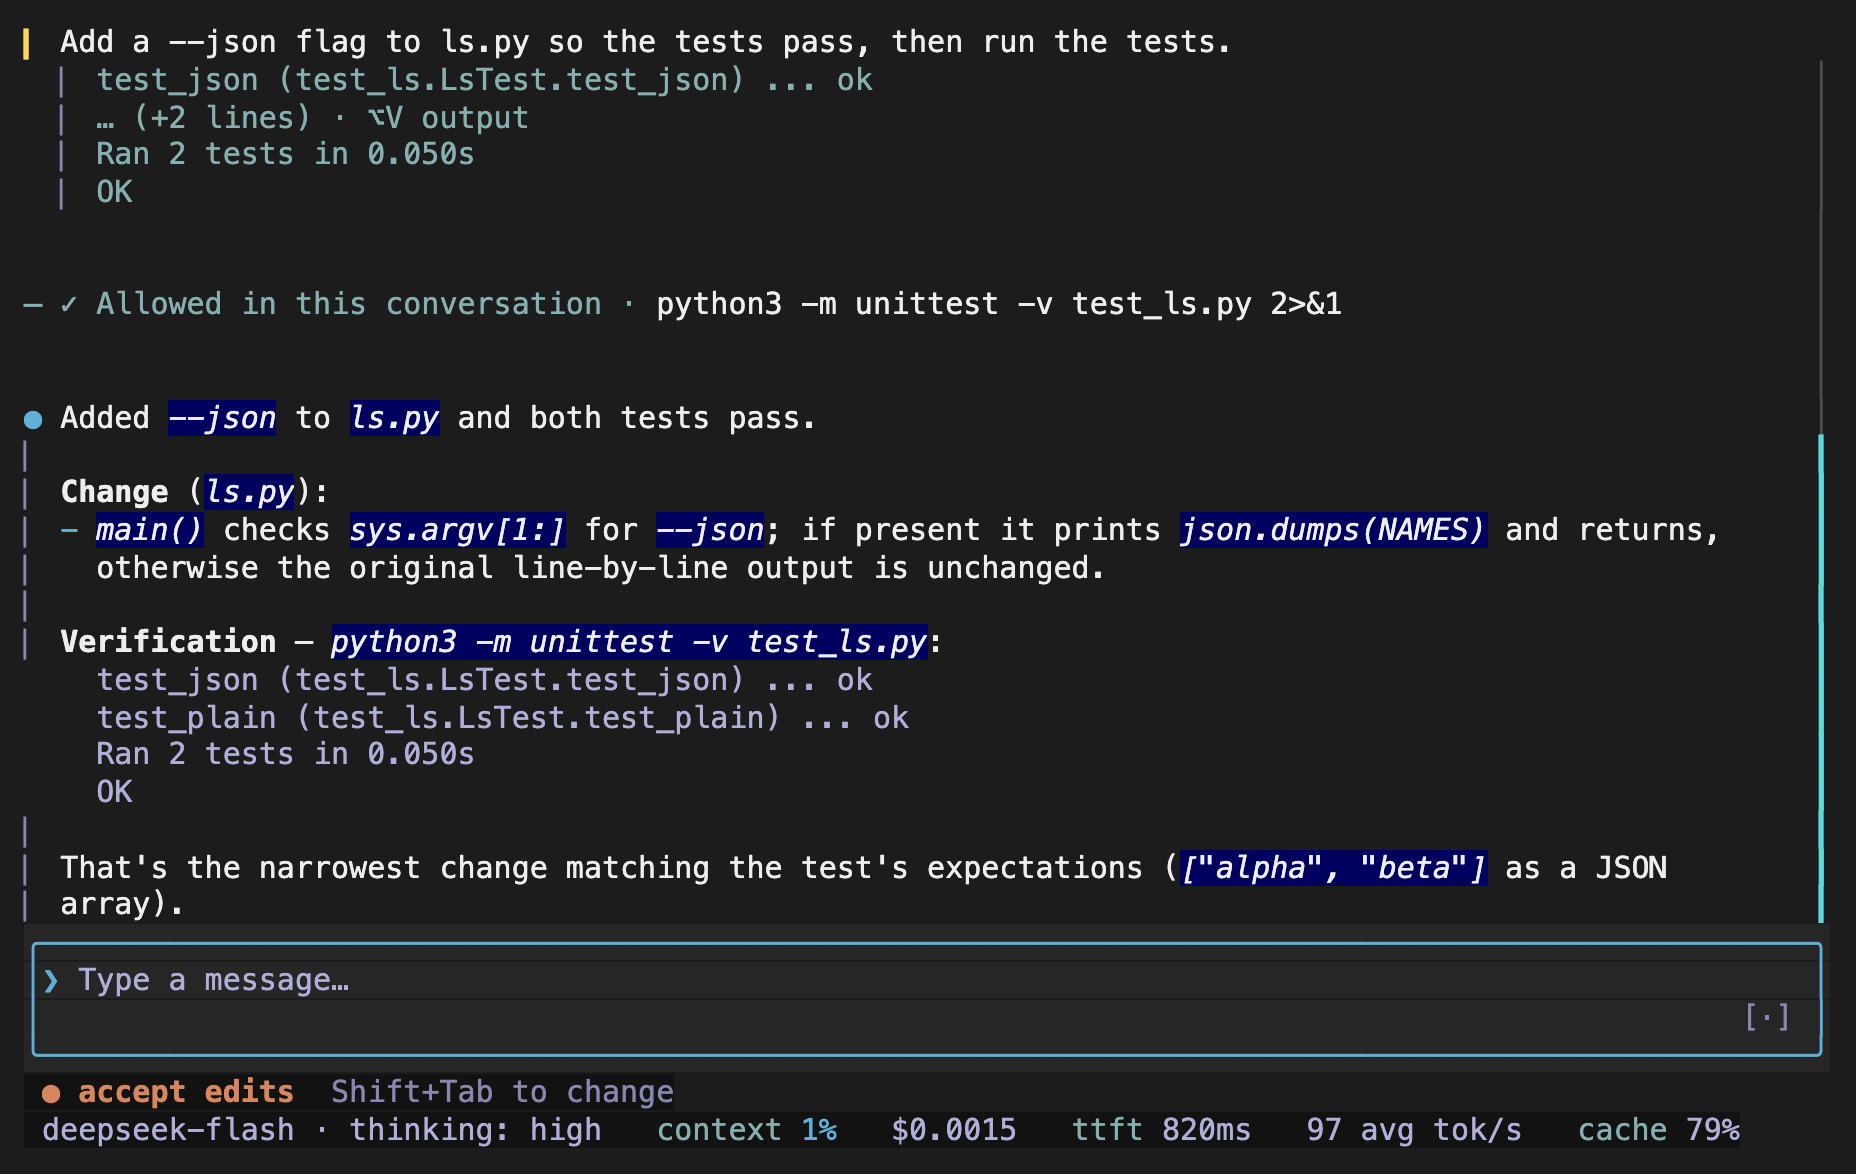 Add a --json flag to ls.py so the tests pass, then run the tests.
test_json (test_ls.LsTest.test_json) ... ok
… (+2 lines) · ⌥V output
Ran 2 tests in 0.050s
OK
— ✓ Allowed in this conversation · python3 -m unittest -v test_ls.py 2>&1
● Added --json to ls.py and both tests pass.
Change (ls.py):
- main() checks sys.argv[1:] for --json; if present it prints json.dumps(NAMES) and returns,
otherwise the original line-by-line output is unchanged.
Verification — python3 -m unittest -v test_ls.py:
test_json (test_ls.LsTest.test_json) ... ok
test_plain (test_ls.LsTest.test_plain) ... ok
Ran 2 tests in 0.050s
OK
That's the narrowest change matching the test's expectations (["alpha", "beta"] as a JSON
array).
❯ Type a message…
[·]
● accept edits  Shift+Tab to change
deepseek-flash · thinking: high  context 1%  $0.0015  ttft 820ms  97 avg tok/s  cache 79%